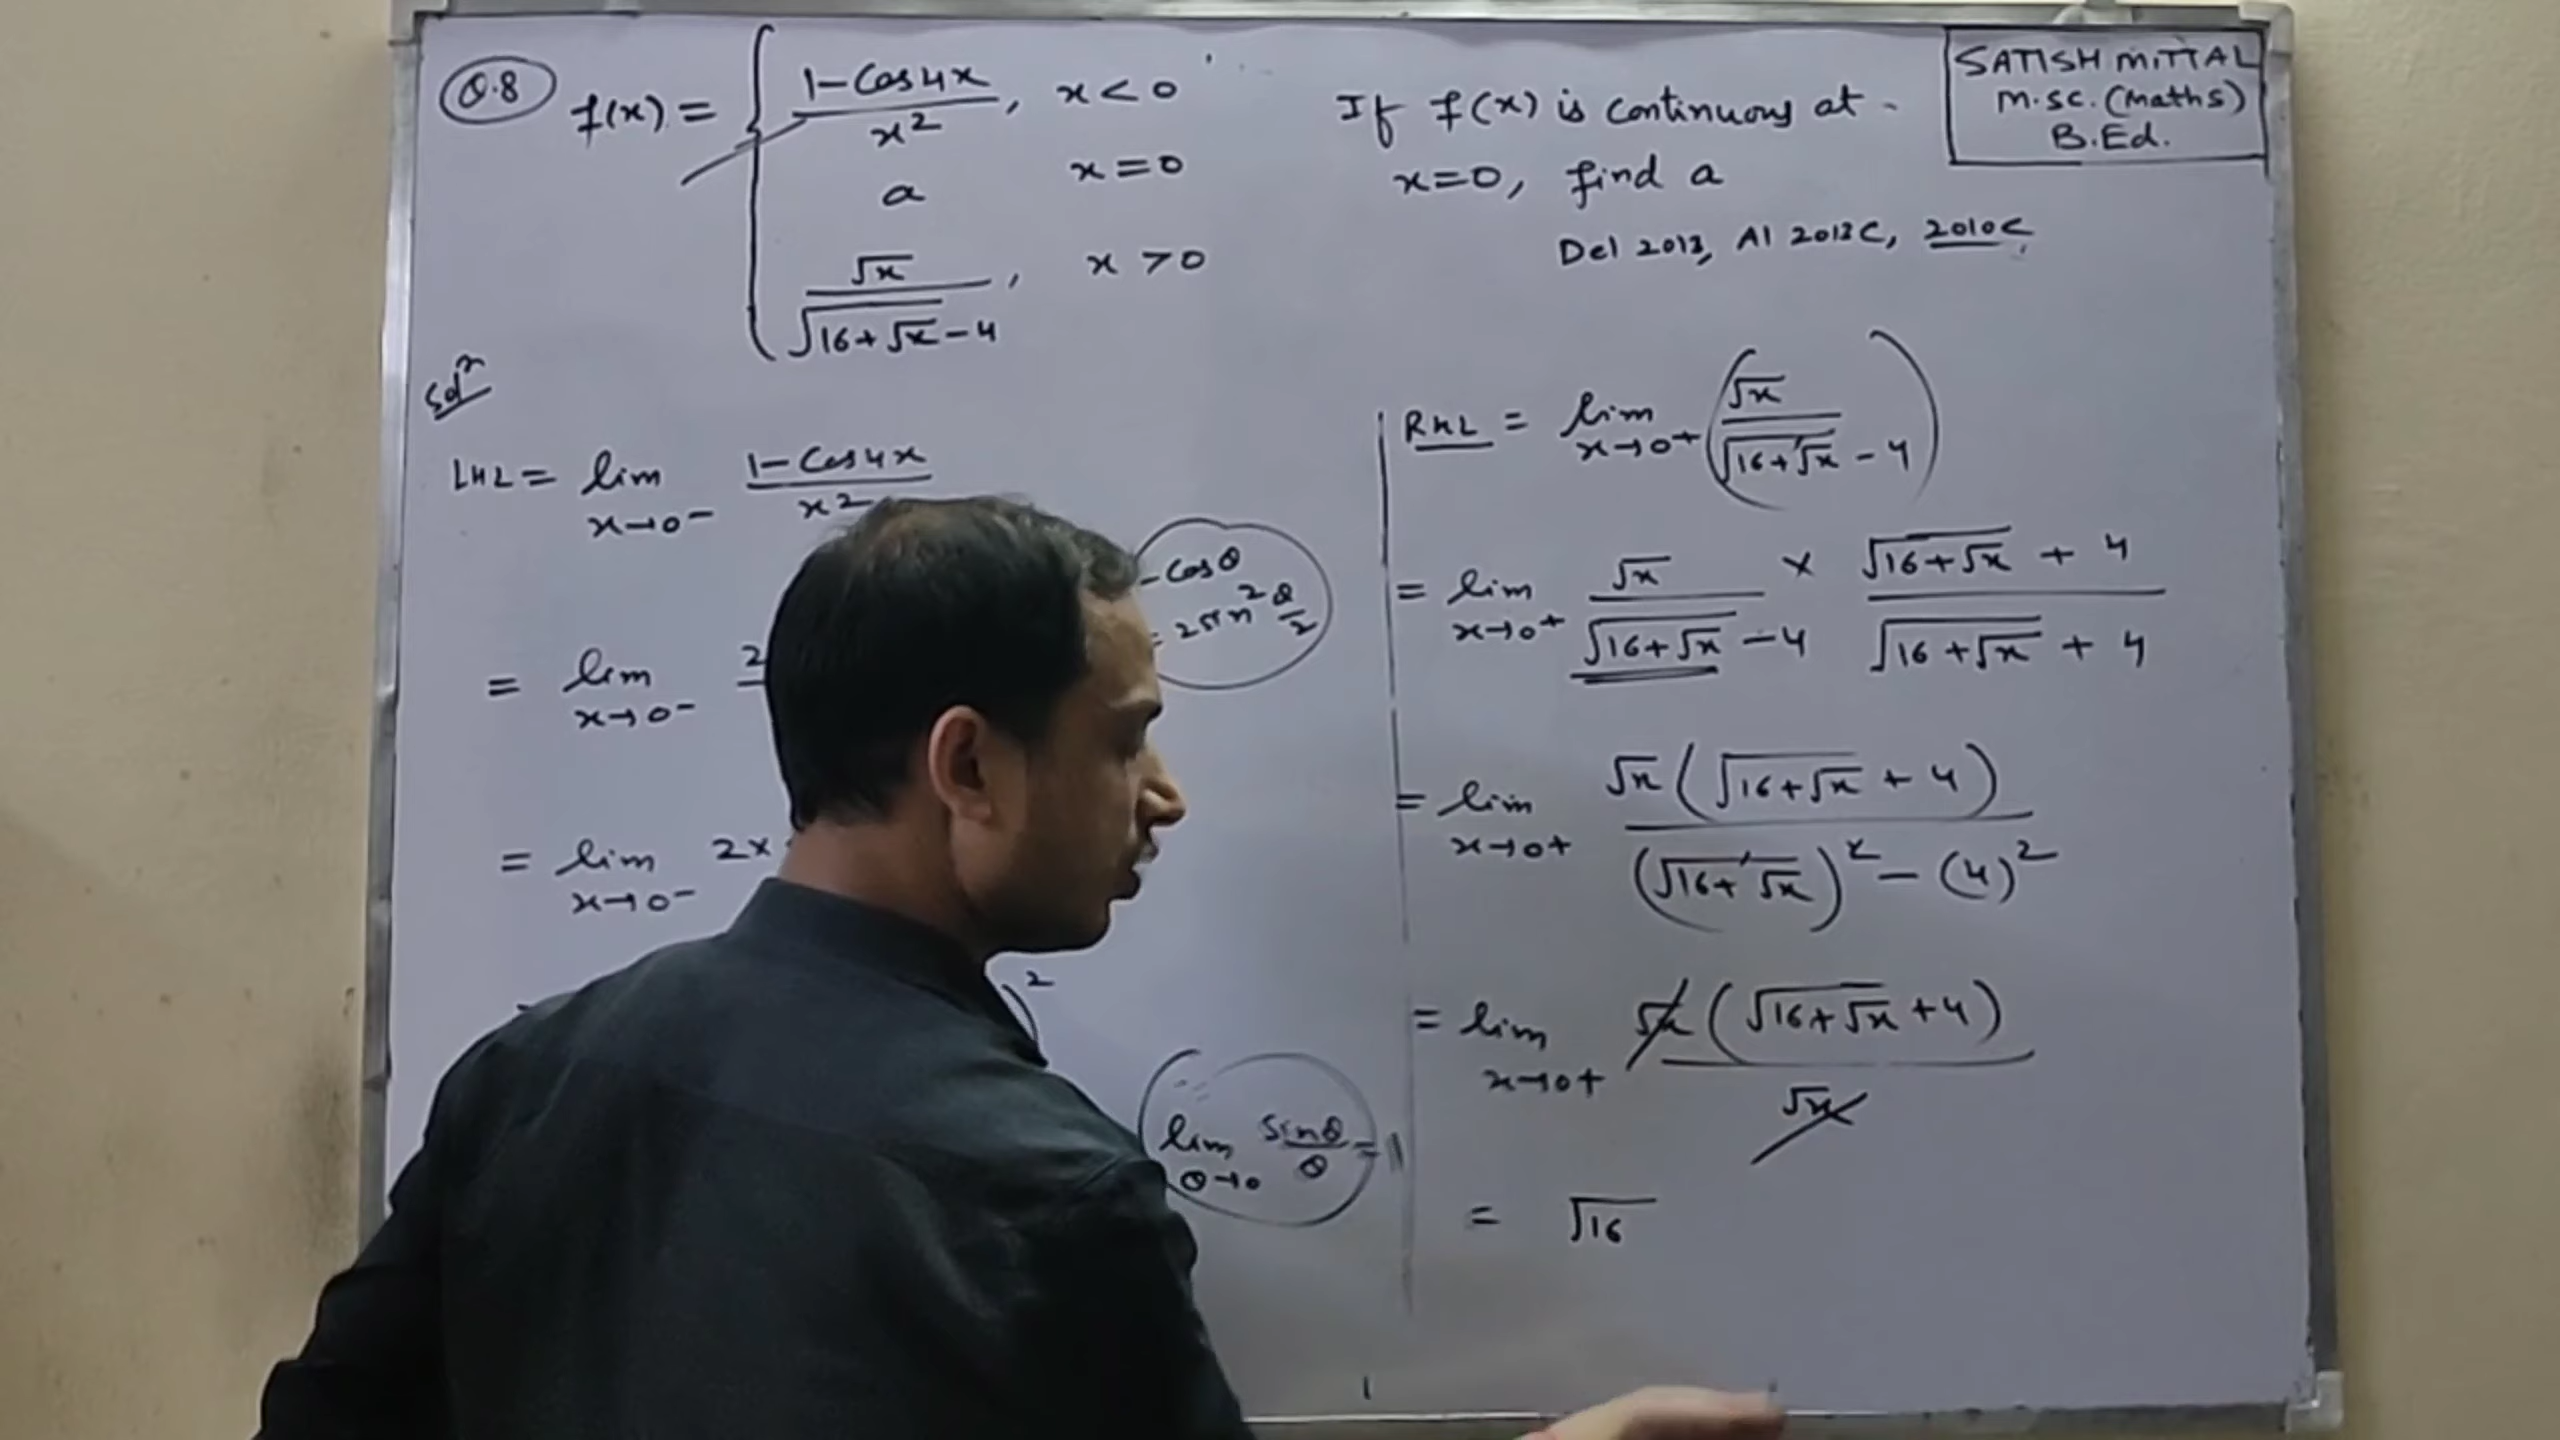 Q.8 f(x) = { 1-Cos4x / x², x < 0
a x = 0
√x / √(16+√x) - 4, x > 0
If f(x) is continuous at
x=0, find a
Del 2013, AI 2012C, 2010C
SATISH MITTAL
M.SC. (Maths)
B.Ed.
Solⁿ
LHL = lim x→0- 1-Cos4x / x²
= lim x→0- 2
= lim x→0- 2×
)²
-Cosθ
= 2sin² θ/2
lim θ→0 sinθ/θ = 1
RHL = lim x→0+ (√x / √(16+√x) - 4)
= lim x→0+ √x / √(16+√x) - 4 × √(16+√x) + 4 / √(16+√x) + 4
= lim x→0+ √x (√(16+√x) + 4) / (√(16+√x))² - (4)²
= lim x→0+ √x (√(16+√x) + 4) / √x
= √16